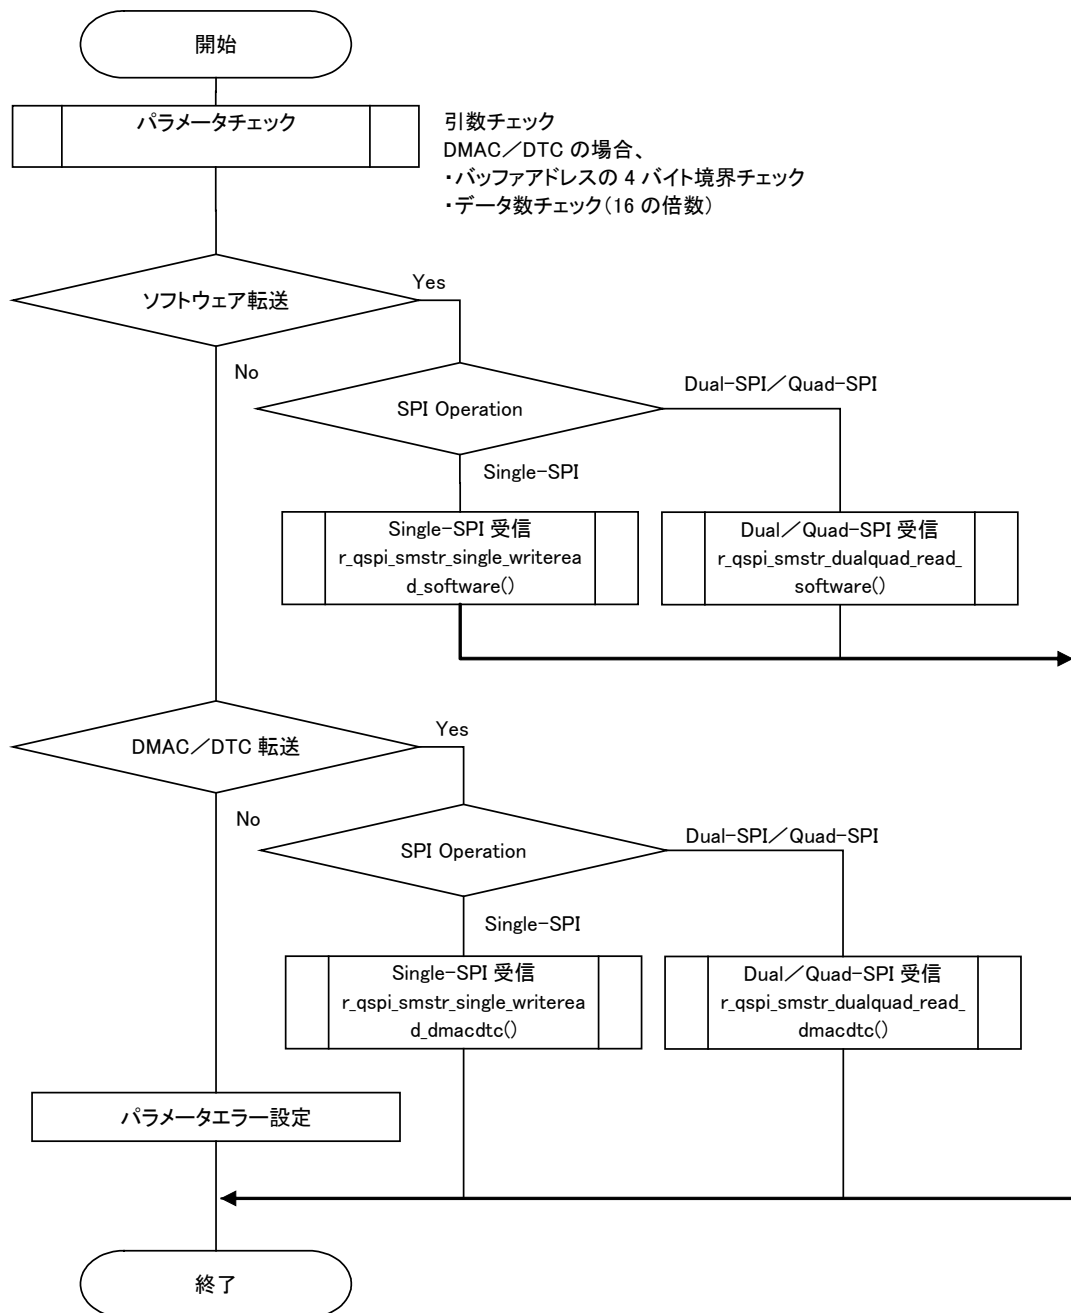 開始
パラメータチェック
引数チェック
DMAC／DTC の場合、
・バッファアドレスの 4 バイト境界チェック
・データ数チェック（16 の倍数）
ソフトウェア転送
Yes
No
SPI Operation
Dual-SPI／Quad-SPI
Single-SPI
Single-SPI 受信
r_qspi_smstr_single_writerea
d_software()
Dual／Quad-SPI 受信
r_qspi_smstr_dualquad_read_
software()
DMAC／DTC 転送
Yes
No
SPI Operation
Dual-SPI／Quad-SPI
Single-SPI
Single-SPI 受信
r_qspi_smstr_single_writerea
d_dmacdtc()
Dual／Quad-SPI 受信
r_qspi_smstr_dualquad_read_
dmacdtc()
パラメータエラー設定
終了